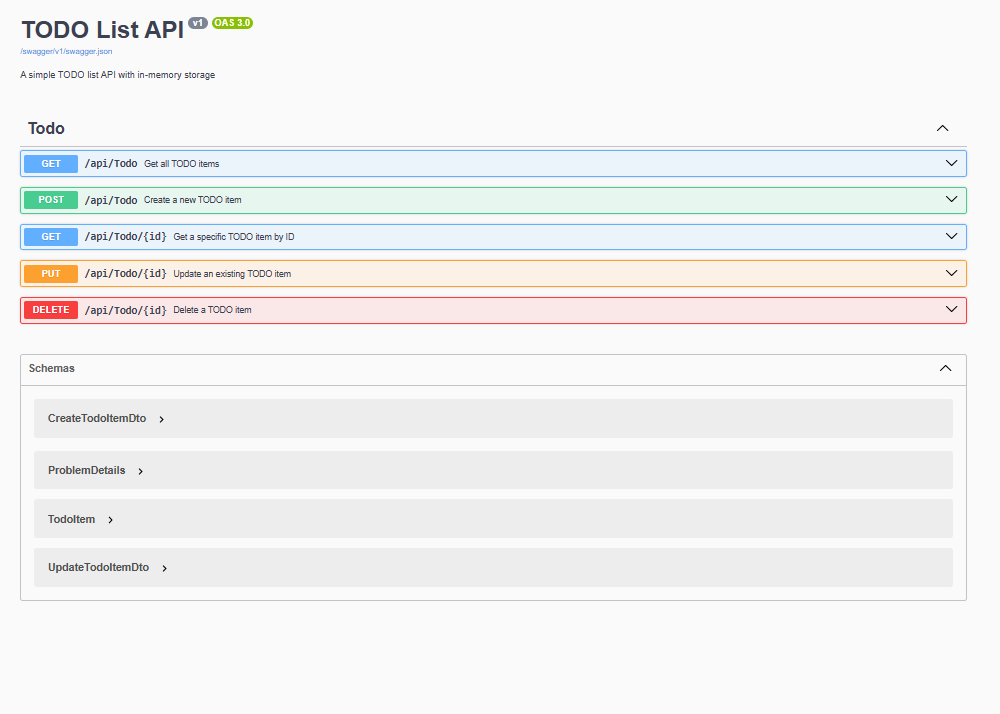 TODO List API v1 OAS 3.0
/swagger/v1/swagger.json
A simple TODO list API with in-memory storage
Todo
GET /api/Todo Get all TODO items
POST /api/Todo Create a new TODO item
GET /api/Todo/{id} Get a specific TODO item by ID
PUT /api/Todo/{id} Update an existing TODO item
DELETE /api/Todo/{id} Delete a TODO item
Schemas
CreateTodoItemDto
ProblemDetails
TodoItem
UpdateTodoItemDto